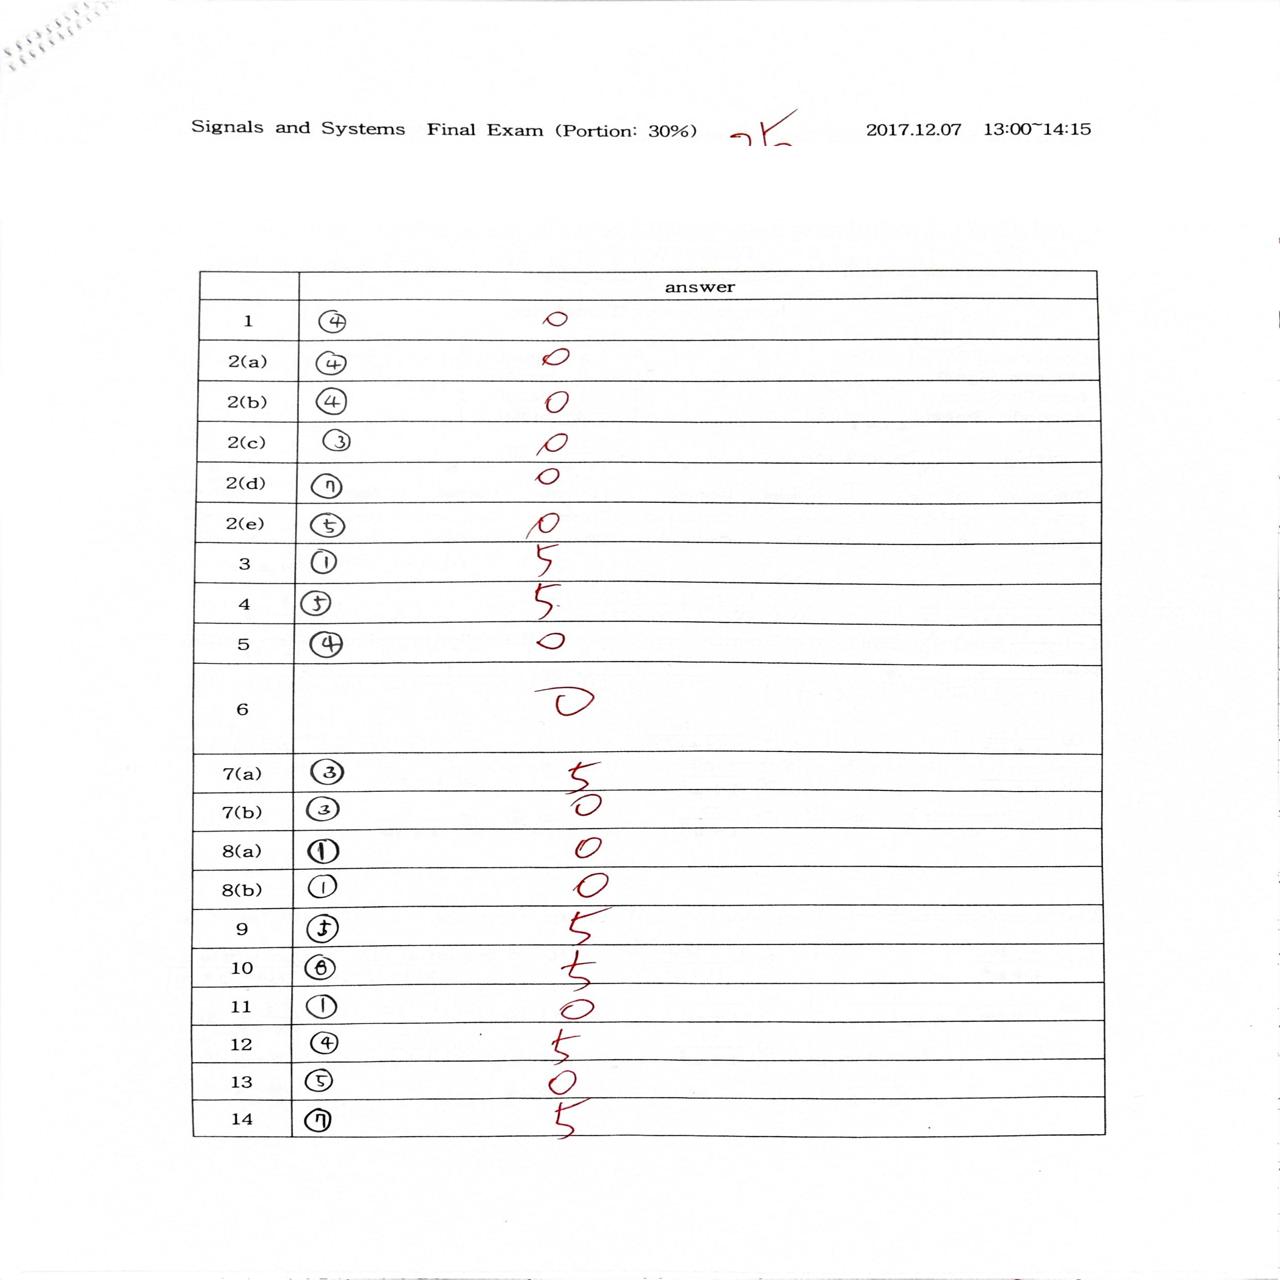 Signals and Systems Final Exam (Portion: 30%) 2017.12.07 13:00~14:15
answer
1 ④ 0
2(a) ④ 0
2(b) ④ 0
2(c) ③ 0
2(d) ⑦ 0
2(e) ⑤ 0
3 ① 5
4 ⑤ 5
5 ④ 0
6 0
7(a) ③ 5
7(b) ③ 0
8(a) ① 0
8(b) ① 0
9 ⑤ 5
10 ⑧ 5
11 ① 0
12 ④ 5
13 ⑤ 0
14 ⑦ 5